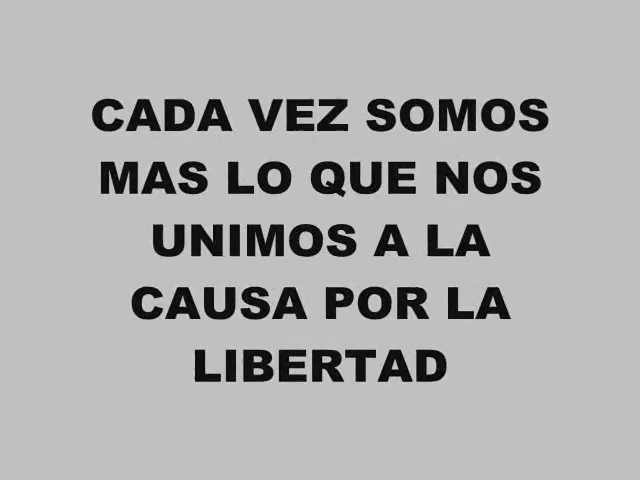 CADA VEZ SOMOS
MAS LO QUE NOS
UNIMOS A LA
CAUSA POR LA
LIBERTAD